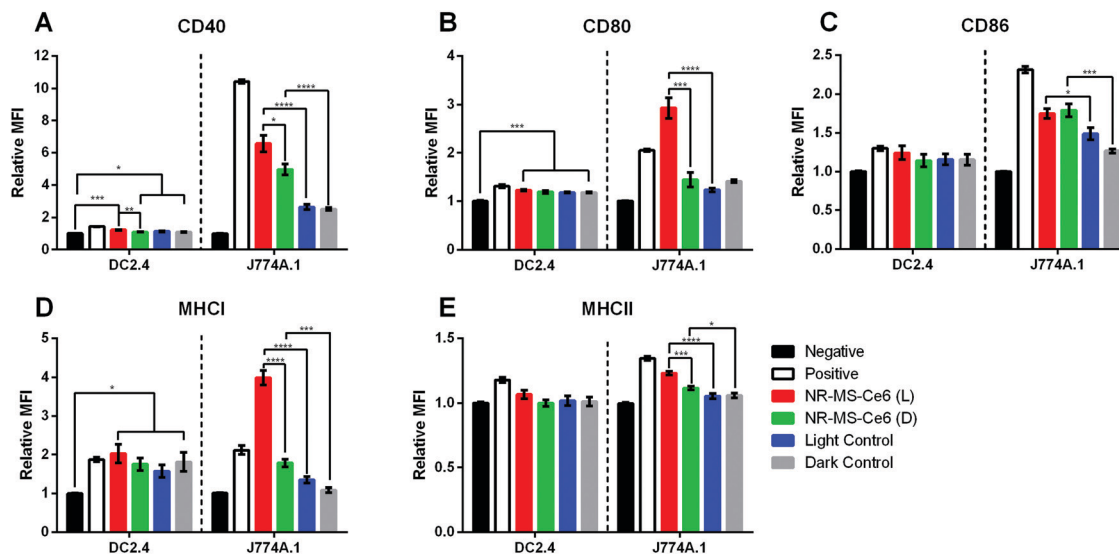 A
CD40
Relative MFI
12
10
8
6
4
2
0
*
***
**
****
****
*
DC2.4
J774A.1
B
CD80
Relative MFI
4
3
2
1
0
***
****
***
DC2.4
J774A.1
C
CD86
Relative MFI
2.5
2.0
1.5
1.0
0.5
0.0
***
*
DC2.4
J774A.1
D
MHCI
Relative MFI
5
4
3
2
1
0
*
***
****
****
DC2.4
J774A.1
E
MHCII
Relative MFI
1.5
1.0
0.5
0.0
*
****
***
DC2.4
J774A.1
Negative
Positive
NR-MS-Ce6 (L)
NR-MS-Ce6 (D)
Light Control
Dark Control